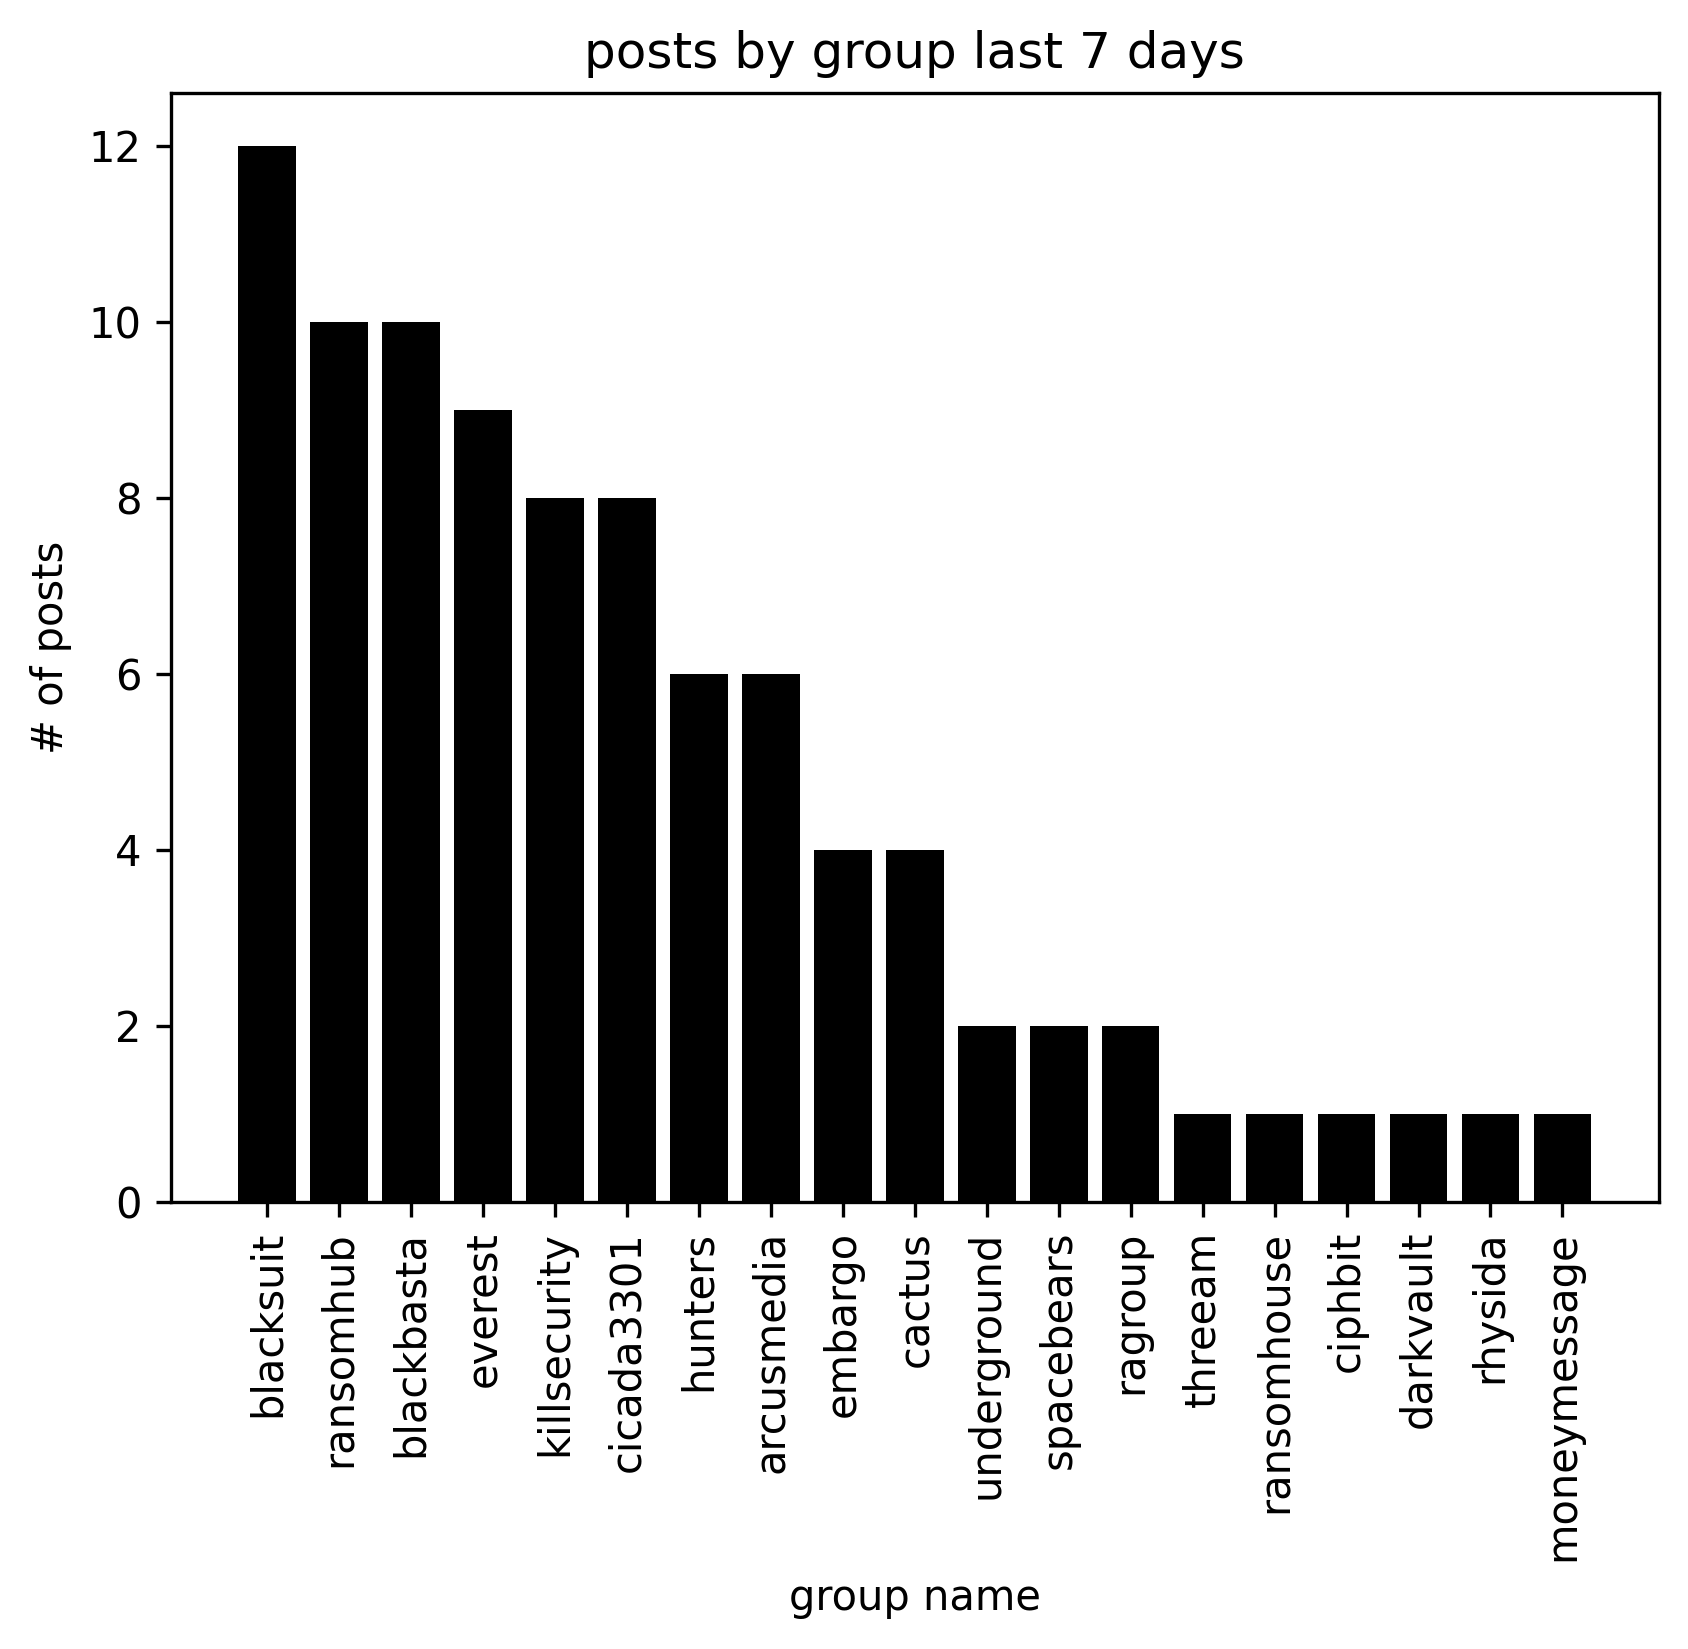 posts by group last 7 days
12
10
8
6
4
2
0
# of posts
blacksuit
ransomhub
blackbasta
everest
killsecurity
cicada3301
hunters
arcusmedia
embargo
cactus
underground
spacebears
ragroup
threeam
ransomhouse
ciphbit
darkvault
rhysida
moneymessage
group name